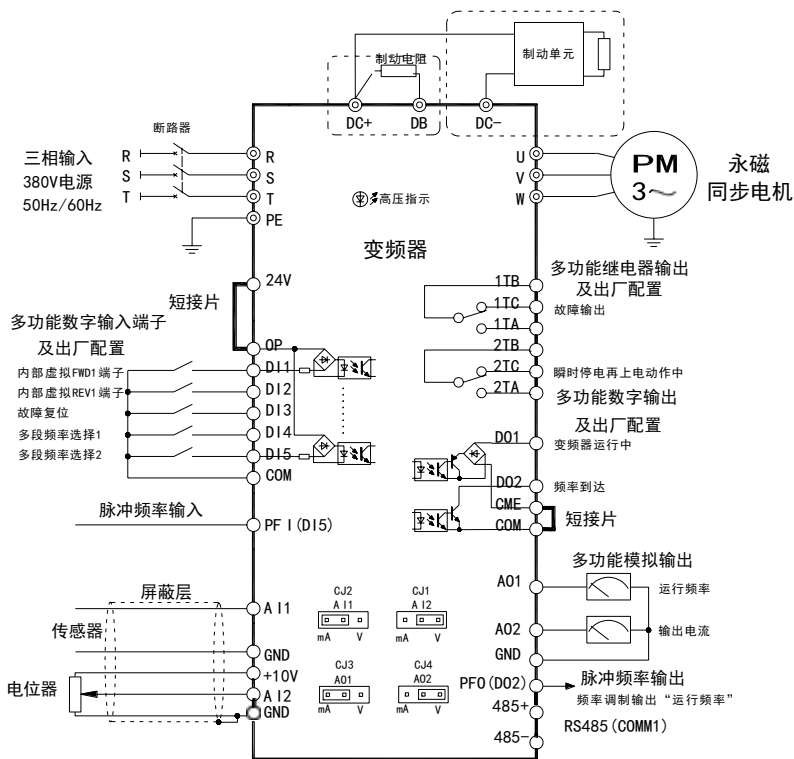 制动电阻
制动单元
DC+
DB
DC-
断路器
三相输入
380V电源
50Hz/60Hz
R
S
T
R
S
T
PE
高压指示
变频器
U
V
W
PM
3～
永磁
同步电机
24V
短接片
OP
多功能数字输入端子
及出厂配置
内部虚拟FWD1端子
内部虚拟REV1端子
故障复位
多段频率选择1
多段频率选择2
DI1
DI2
DI3
DI4
DI5
COM
脉冲频率输入
PFI(DI5)
1TB
1TC
1TA
2TB
2TC
2TA
多功能继电器输出
及出厂配置
故障输出
瞬时停电再上电动作中
多功能数字输出
及出厂配置
DO1
变频器运行中
DO2
频率到达
CME
COM
短接片
屏蔽层
传感器
电位器
AI1
GND
+10V
AI2
GND
CJ2
AI1
mA V
CJ1
AI2
mA V
CJ3
AO1
mA V
CJ4
AO2
mA V
多功能模拟输出
AO1
运行频率
AO2
输出电流
GND
PFO(DO2)
脉冲频率输出
频率调制输出“运行频率”
485+
485-
RS485(COMM1)